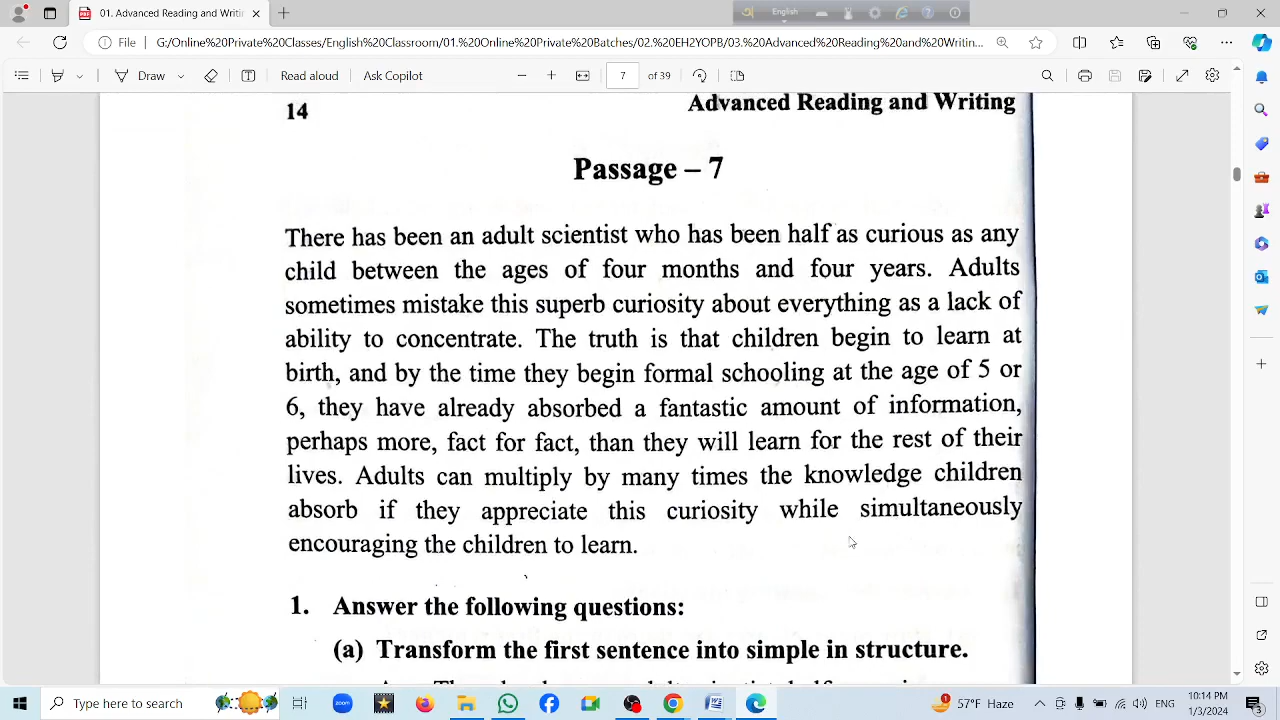 01. Advanced Reading and Writin
English
File
G:/Online%20Private%20Classes/English%20Classroom/01.Online%20Private%20Batches/02.EH2YOPB/03.%20Advanced%20Reading%20and%20Writin...
Draw
Read aloud
Ask Copilot
7
of 39
14
Advanced Reading and Writing
Passage – 7
There has been an adult scientist who has been half as curious as any
child between the ages of four months and four years. Adults
sometimes mistake this superb curiosity about everything as a lack of
ability to concentrate. The truth is that children begin to learn at
birth, and by the time they begin formal schooling at the age of 5 or
6, they have already absorbed a fantastic amount of information,
perhaps more, fact for fact, than they will learn for the rest of their
lives. Adults can multiply by many times the knowledge children
absorb if they appreciate this curiosity while simultaneously
encouraging the children to learn.
1. Answer the following questions:
(a) Transform the first sentence into simple in structure.
Type here to search
57°F Haze
10:14 PM
1/3/2024